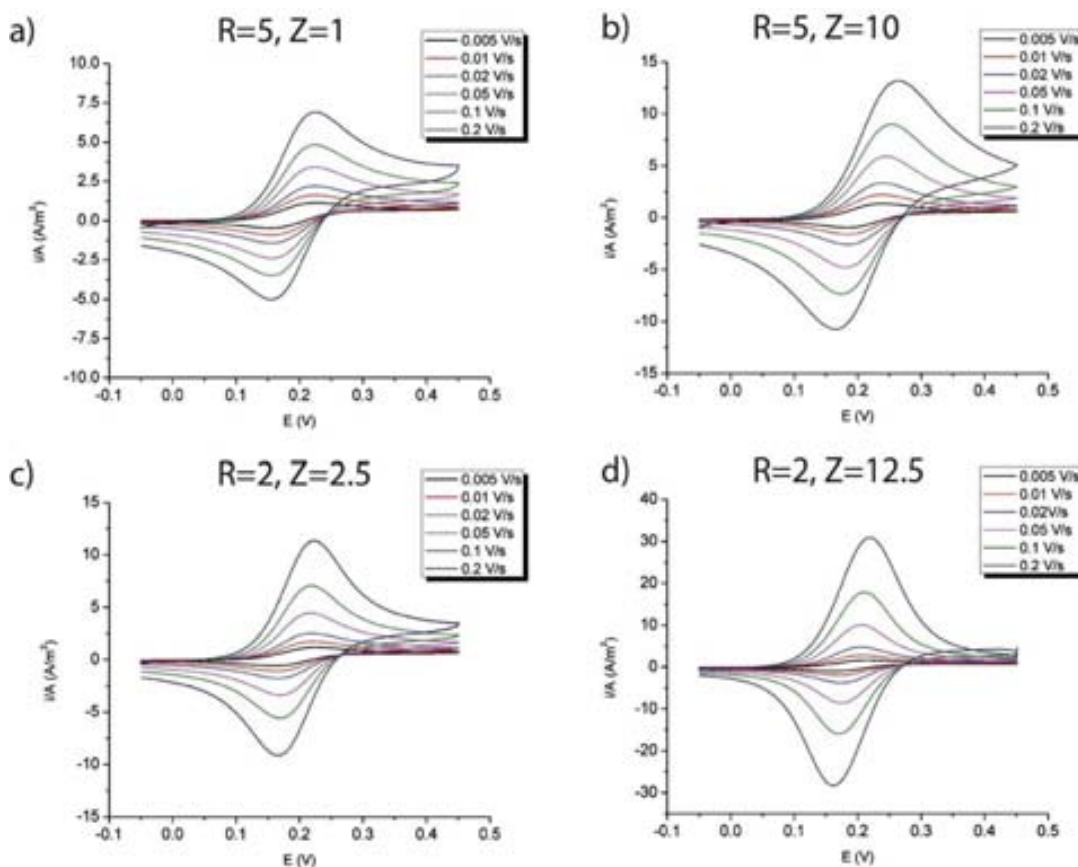 a)
R=5, Z=1
0.005 V/s
0.01 V/s
0.02 V/s
0.05 V/s
0.1 V/s
0.2 V/s
10.0
7.5
5.0
2.5
0.0
-2.5
-5.0
-7.5
-10.0
i/A (A/m²)
-0.1
0.0
0.1
0.2
0.3
0.4
0.5
E (V)
b)
R=5, Z=10
0.005 V/s
0.01 V/s
0.02 V/s
0.05 V/s
0.1 V/s
0.2 V/s
15
10
5
0
-5
-10
-15
i/A (A/m²)
-0.1
0.0
0.1
0.2
0.3
0.4
0.5
E (V)
c)
R=2, Z=2.5
0.005 V/s
0.01 V/s
0.02 V/s
0.05 V/s
0.1 V/s
0.2 V/s
15
10
5
0
-5
-10
-15
i/A (A/m²)
-0.1
0.0
0.1
0.2
0.3
0.4
0.5
E (V)
d)
R=2, Z=12.5
0.005 V/s
0.01 V/s
0.02V/s
0.05 V/s
0.1 V/s
0.2 V/s
40
30
20
10
0
-10
-20
-30
i/A (A/m²)
-0.1
0.0
0.1
0.2
0.3
0.4
0.5
E (V)